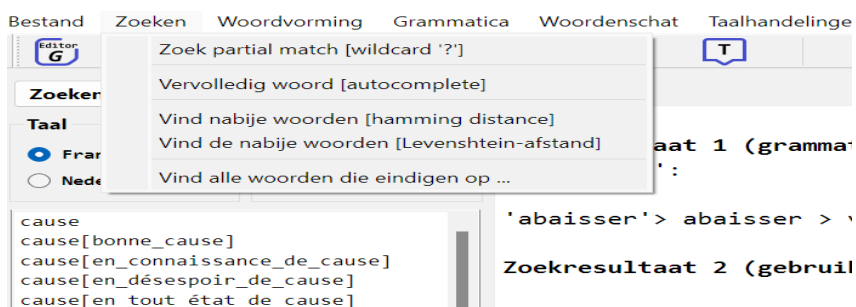 Bestand Zoeken Woordvorming Grammatica Woordenschat Taalhandelinge
Editor G T
Zoek partial match [wildcard '?']
Vervolledig woord [autocomplete]
Vind nabije woorden [hamming distance]
Vind de nabije woorden [Levenshtein-afstand]
Vind alle woorden die eindigen op ...
Zoeken
Taal
Fran
Nede
cause
cause[bonne_cause]
cause[en_connaissance_de_cause]
cause[en_désespoir_de_cause]
cause[en tout état de cause]
aat 1 (grammat
':
'abaisser'> abaisser > v
Zoekresultaat 2 (gebruik